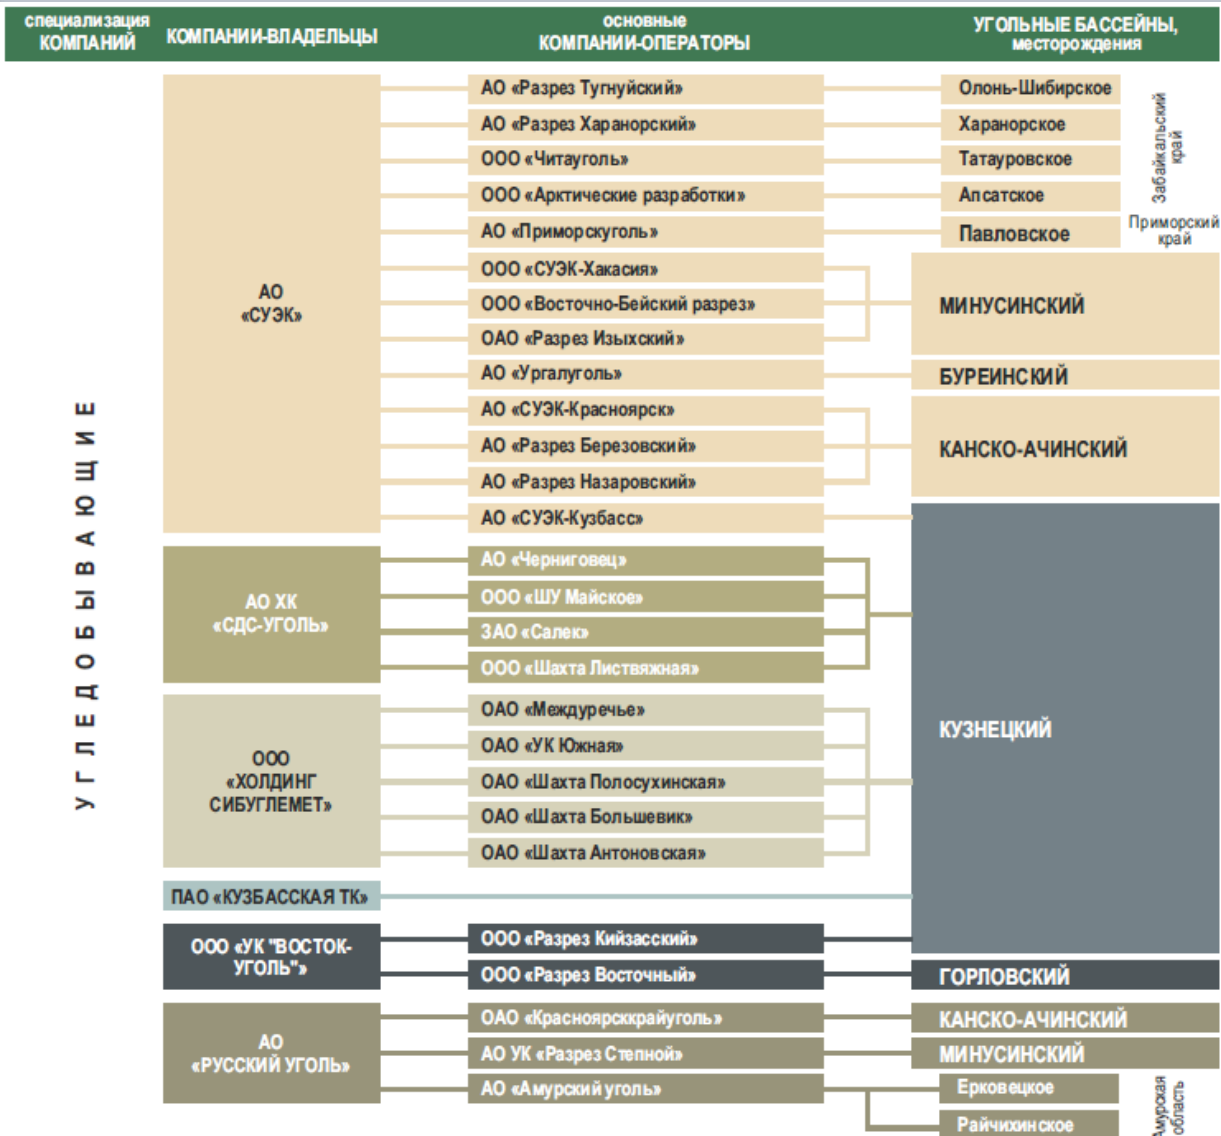 специализация
КОМПАНИЙ
КОМПАНИИ-ВЛАДЕЛЬЦЫ
основные
КОМПАНИИ-ОПЕРАТОРЫ
УГОЛЬНЫЕ БАССЕЙНЫ,
месторождения
УГЛЕДОБЫВАЮЩИЕ
АО
«СУЭК»
АО «Разрез Тугнуйский»
Олонь-Шибирское
АО «Разрез Харанорский»
Харанорское
ООО «Читауголь»
Татауровское
ООО «Арктические разработки»
Апсатское
Забайкальский
край
АО «Приморскуголь»
Павловское
Приморский
край
ООО «СУЭК-Хакасия»
ООО «Восточно-Бейский разрез»
ОАО «Разрез Изыхский»
МИНУСИНСКИЙ
АО «Ургалуголь»
БУРЕИНСКИЙ
АО «СУЭК-Красноярск»
АО «Разрез Березовский»
АО «Разрез Назаровский»
КАНСКО-АЧИНСКИЙ
АО «СУЭК-Кузбасс»
АО ХК
«СДС-УГОЛЬ»
АО «Черниговец»
ООО «ШУ Майское»
ЗАО «Салек»
ООО «Шахта Листвяжная»
КУЗНЕЦКИЙ
ООО
«ХОЛДИНГ
СИБУГЛЕМЕТ»
ОАО «Междуречье»
ОАО «УК Южная»
ОАО «Шахта Полосухинская»
ОАО «Шахта Большевик»
ОАО «Шахта Антоновская»
ПАО «КУЗБАССКАЯ ТК»
ООО «УК "ВОСТОК-
УГОЛЬ"»
ООО «Разрез Кийзасский»
ООО «Разрез Восточный»
ГОРЛОВСКИЙ
АО
«РУССКИЙ УГОЛЬ»
ОАО «Красноярсккрайуголь»
КАНСКО-АЧИНСКИЙ
АО УК «Разрез Степной»
МИНУСИНСКИЙ
АО «Амурский уголь»
Ерковецкое
Райчихинское
Амурская
область